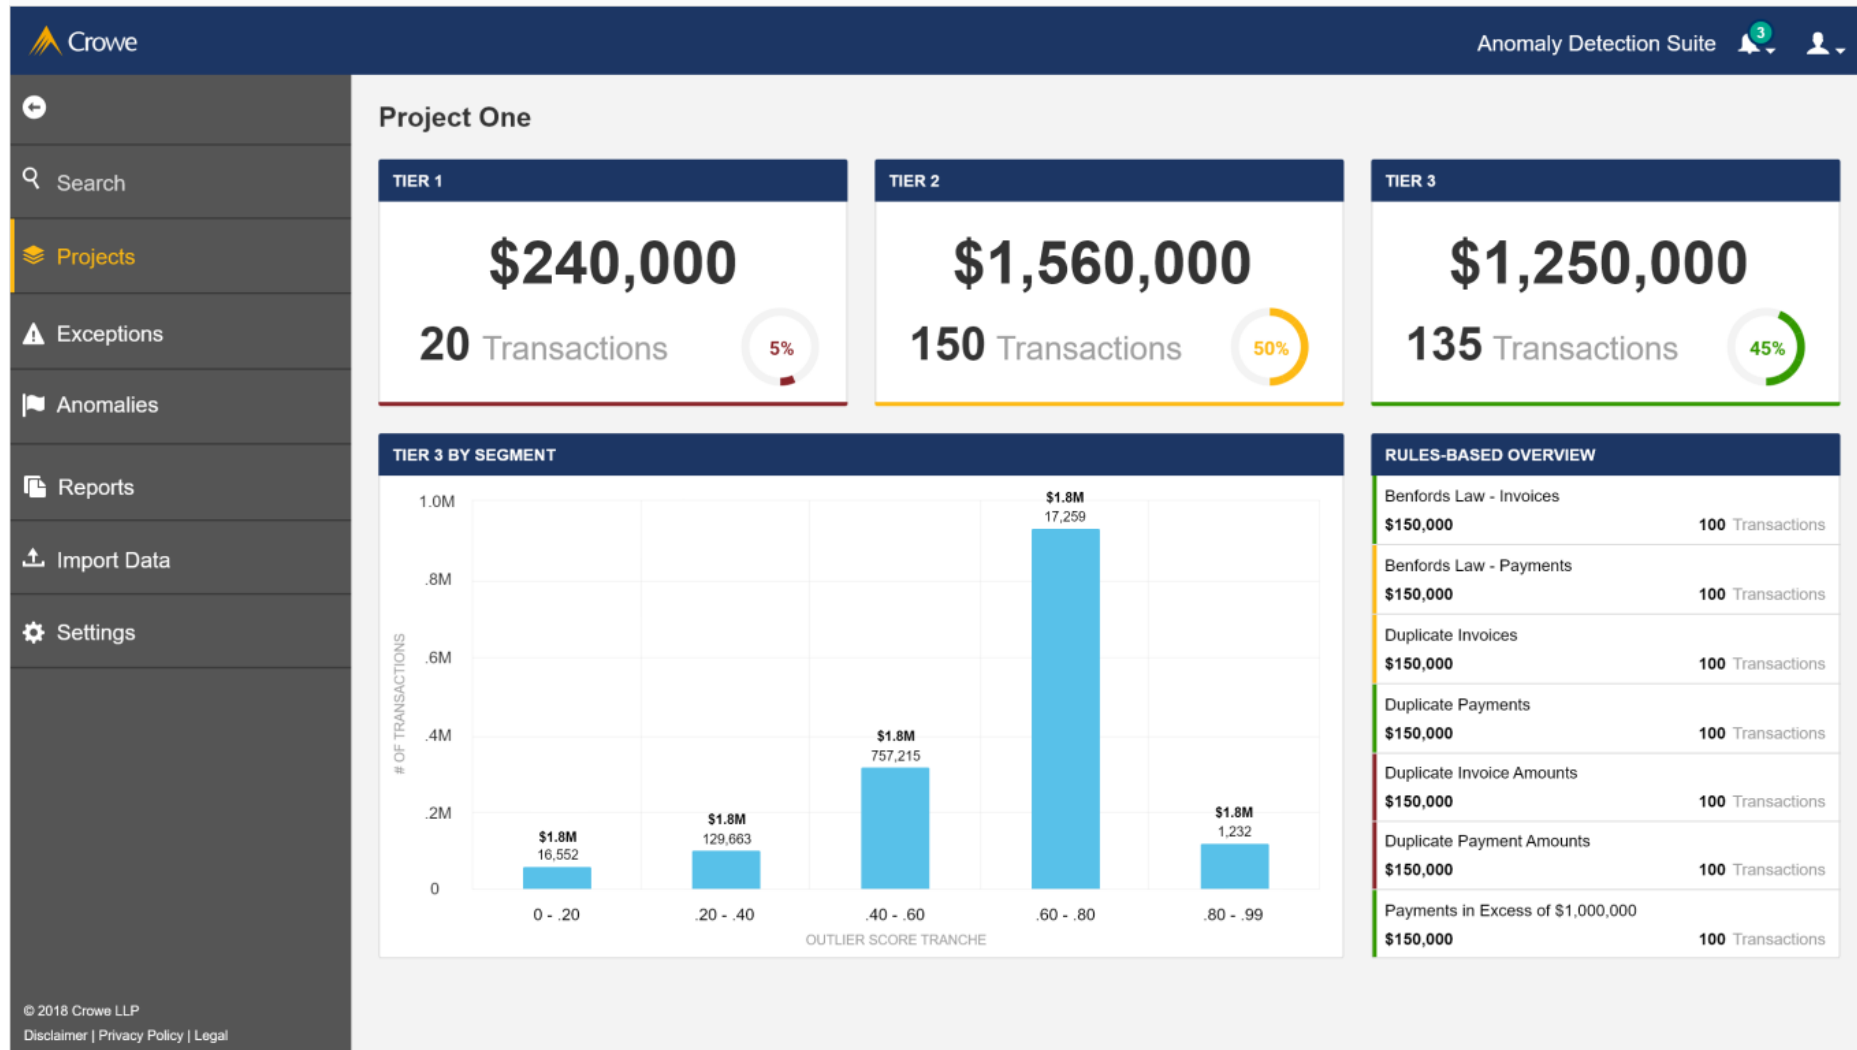 Crowe
Anomaly Detection Suite
3
Search
Projects
Exceptions
Anomalies
Reports
Import Data
Settings
© 2018 Crowe LLP
Disclaimer | Privacy Policy | Legal
Project One
TIER 1
$240,000
20 Transactions
5%
TIER 2
$1,560,000
150 Transactions
50%
TIER 3
$1,250,000
135 Transactions
45%
TIER 3 BY SEGMENT
# OF TRANSACTIONS
1.0M
.8M
.6M
.4M
.2M
0
$1.8M
16,552
$1.8M
129,663
$1.8M
757,215
$1.8M
17,259
$1.8M
1,232
0 - .20
.20 - .40
.40 - .60
.60 - .80
.80 - .99
OUTLIER SCORE TRANCHE
RULES-BASED OVERVIEW
Benfords Law - Invoices
$150,000 100 Transactions
Benfords Law - Payments
$150,000 100 Transactions
Duplicate Invoices
$150,000 100 Transactions
Duplicate Payments
$150,000 100 Transactions
Duplicate Invoice Amounts
$150,000 100 Transactions
Duplicate Payment Amounts
$150,000 100 Transactions
Payments in Excess of $1,000,000
$150,000 100 Transactions